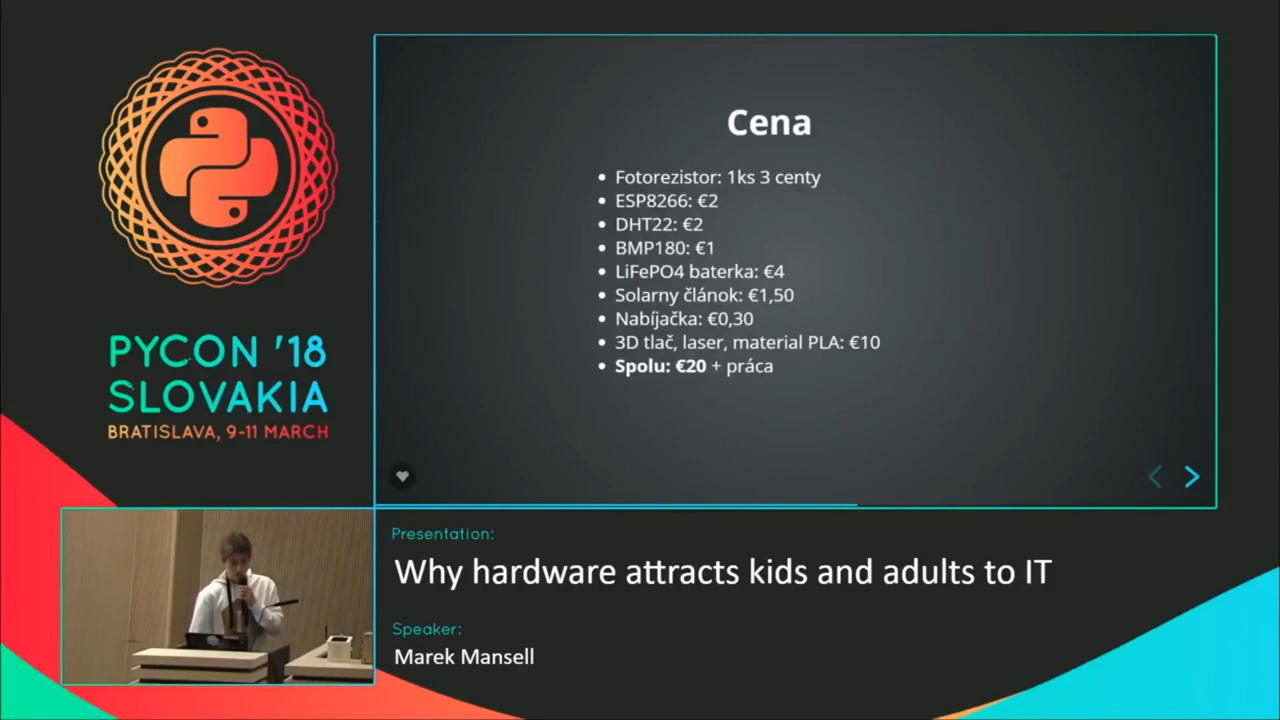 PYCON '18
SLOVAKIA
BRATISLAVA, 9-11 MARCH
Cena
Fotorezistor: 1ks 3 centy
ESP8266: €2
DHT22: €2
BMP180: €1
LiFePO4 baterka: €4
Solarny článok: €1,50
Nabíjačka: €0,30
3D tlač, laser, material PLA: €10
Spolu: €20 + práca
Presentation:
Why hardware attracts kids and adults to IT
Speaker:
Marek Mansell